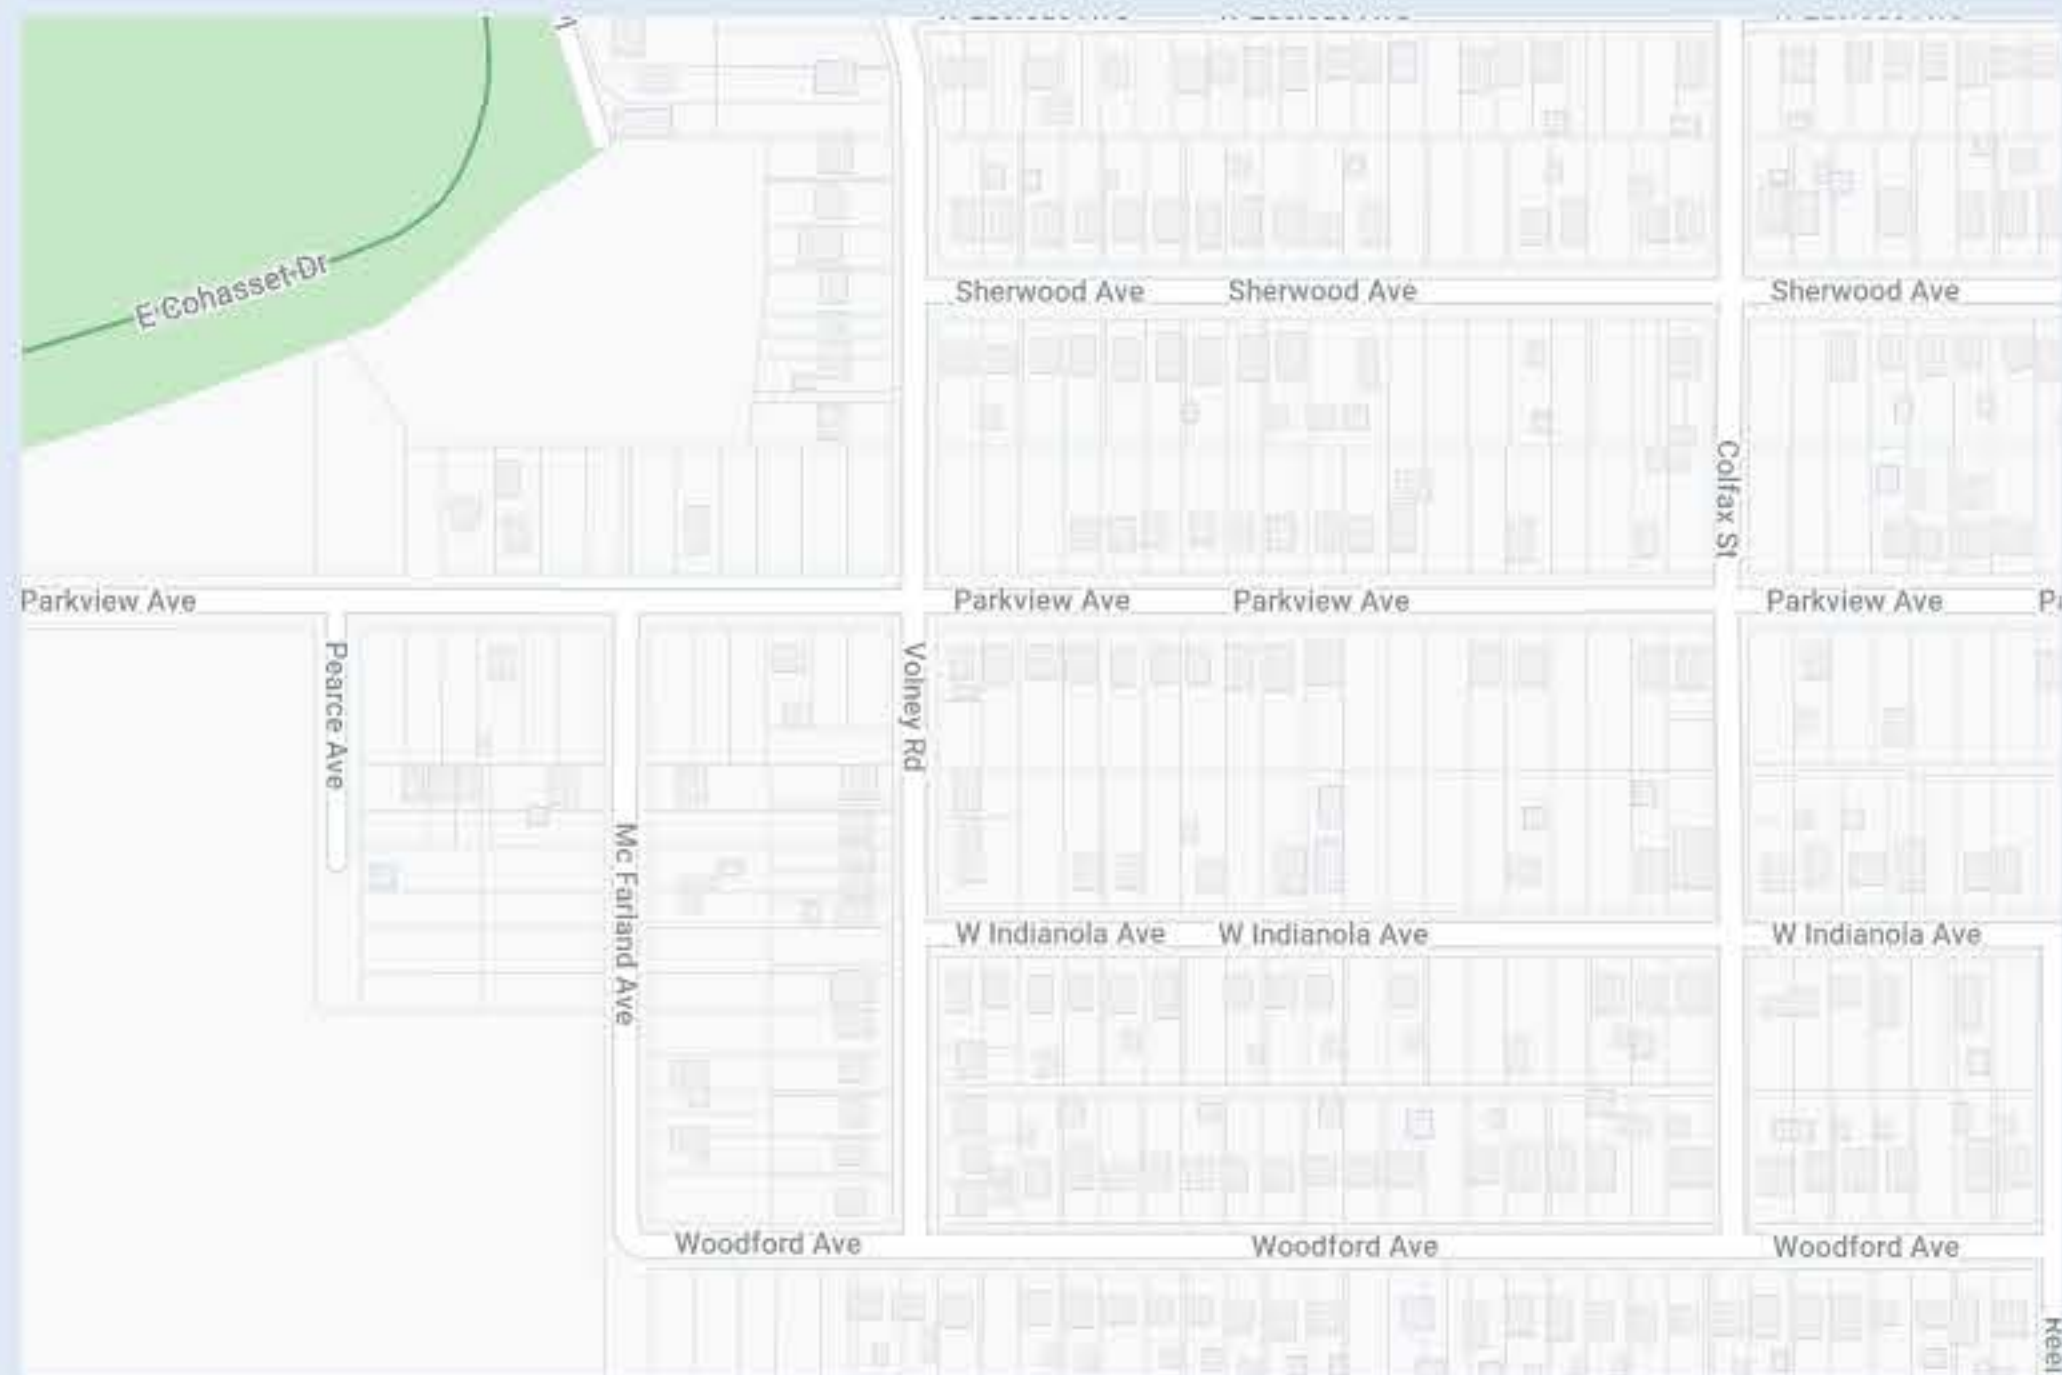 E Cohasset Dr
Sherwood Ave Sherwood Ave Sherwood Ave
Colfax St
Parkview Ave Parkview Ave Parkview Ave Parkview Ave
Pearce Ave
Volney Rd
Mc Farland Ave
W Indianola Ave W Indianola Ave W Indianola Ave
Woodford Ave Woodford Ave Woodford Ave